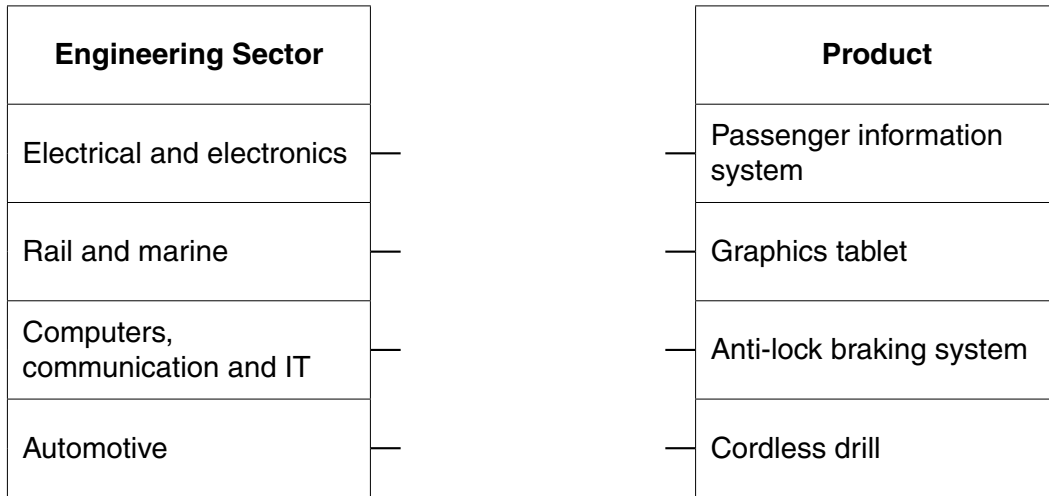 Engineering Sector
Electrical and electronics
Rail and marine
Computers,
communication and IT
Automotive
Product
Passenger information
system
Graphics tablet
Anti-lock braking system
Cordless drill